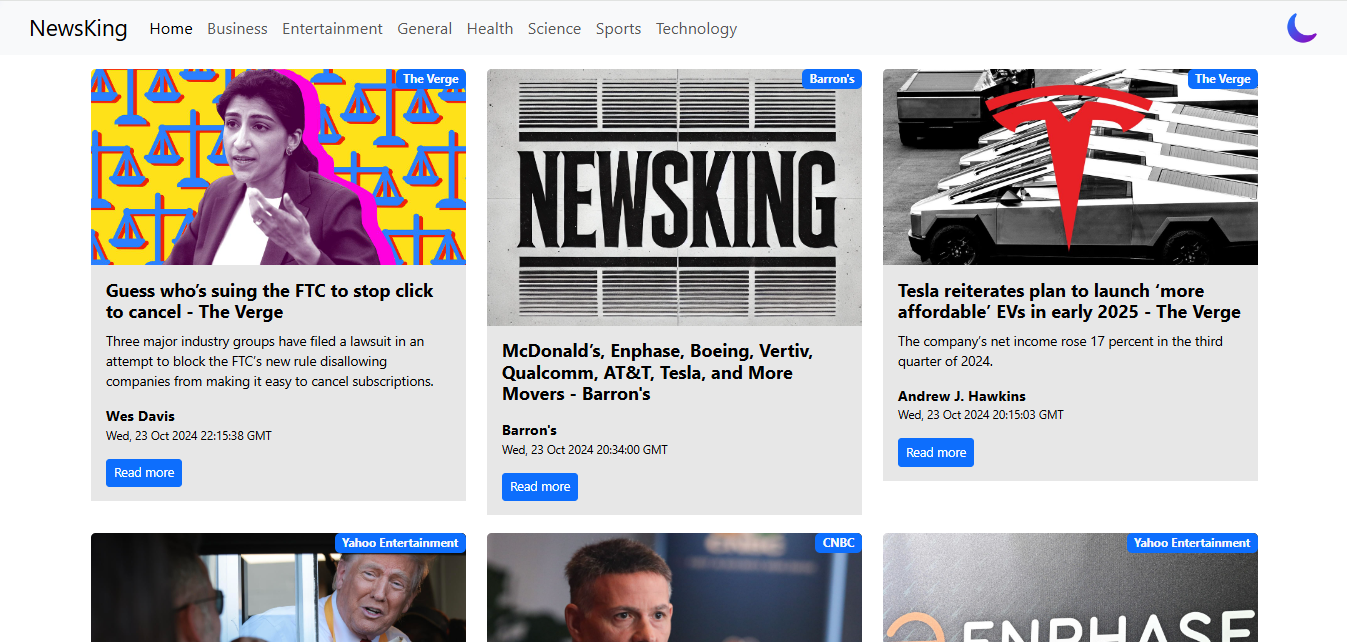 NewsKing Home Business Entertainment General Health Science Sports Technology
The Verge
Guess who’s suing the FTC to stop click
to cancel - The Verge
Three major industry groups have filed a lawsuit in an
attempt to block the FTC’s new rule disallowing
companies from making it easy to cancel subscriptions.
Wes Davis
Wed, 23 Oct 2024 22:15:38 GMT
Read more
Barron's
NEWSKING
McDonald’s, Enphase, Boeing, Vertiv,
Qualcomm, AT&T, Tesla, and More
Movers - Barron's
Barron's
Wed, 23 Oct 2024 20:34:00 GMT
Read more
The Verge
Tesla reiterates plan to launch ‘more
affordable’ EVs in early 2025 - The Verge
The company’s net income rose 17 percent in the third
quarter of 2024.
Andrew J. Hawkins
Wed, 23 Oct 2024 20:15:03 GMT
Read more
Yahoo Entertainment
CNBC
CNBC
Yahoo Entertainment
ENPHASE